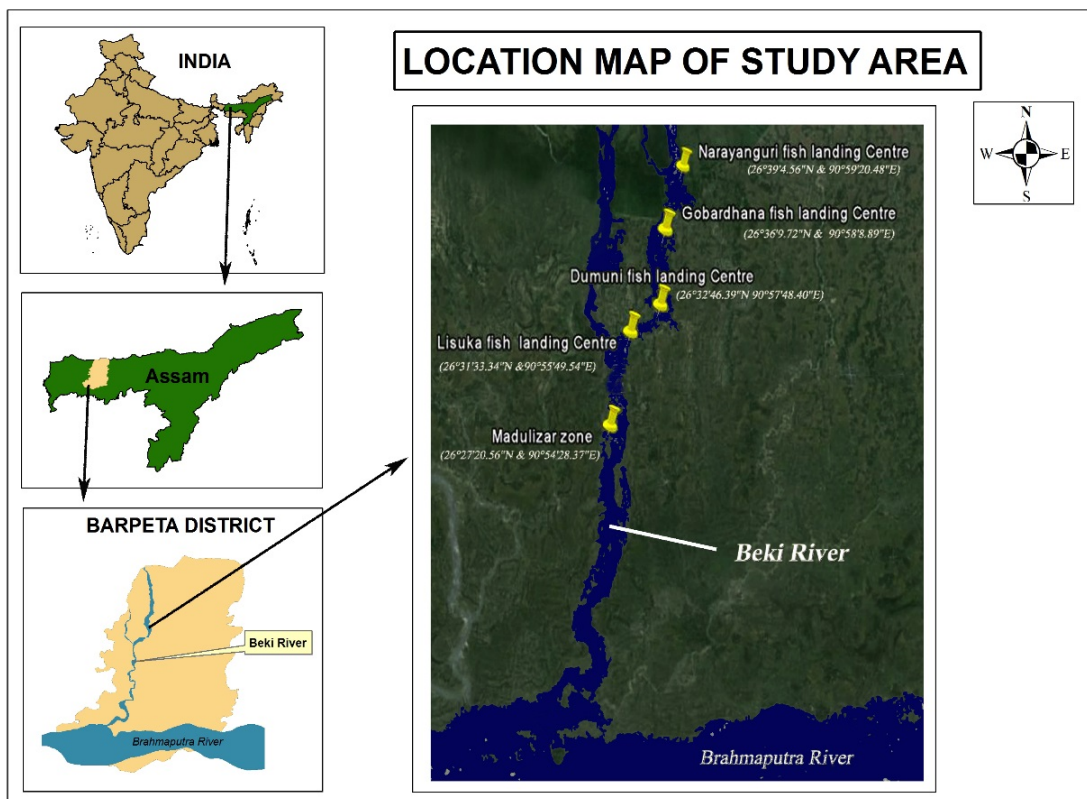 LOCATION MAP OF STUDY AREA
INDIA
Assam
BARPETA DISTRICT
Beki River
Brahmaputra River
N
W E
S
Narayanguri fish landing Centre
(26°39'4.56"N & 90°59'20.48"E)
Gobardhana fish landing Centre
(26°36'9.72"N & 90°58'8.89"E)
Dumuni fish landing Centre
(26°32'46.39"N 90°57'48.40"E)
Lisuka fish landing Centre
(26°31'33.34"N &90°55'49.54"E)
Madulizar zone
(26°27'20.56"N & 90°54'28.37"E)
Beki River
Brahmaputra River